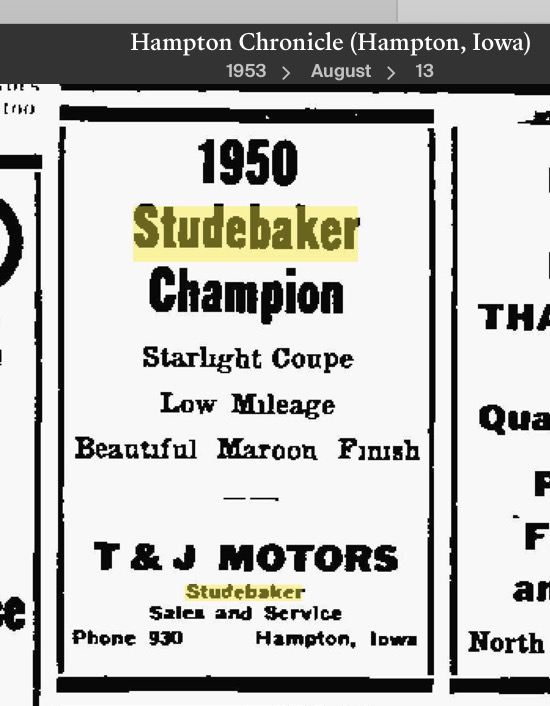 Hampton Chronicle (Hampton, Iowa)
1953 > August > 13
too
1950
Studebaker
Champion
Starlight Coupe
Low Mileage
Beautiful Maroon Finish
T & J MOTORS
Studebaker
Sales and Service
Phone 930 Hampton, Iowa
THA
Qua
F
F
an
North